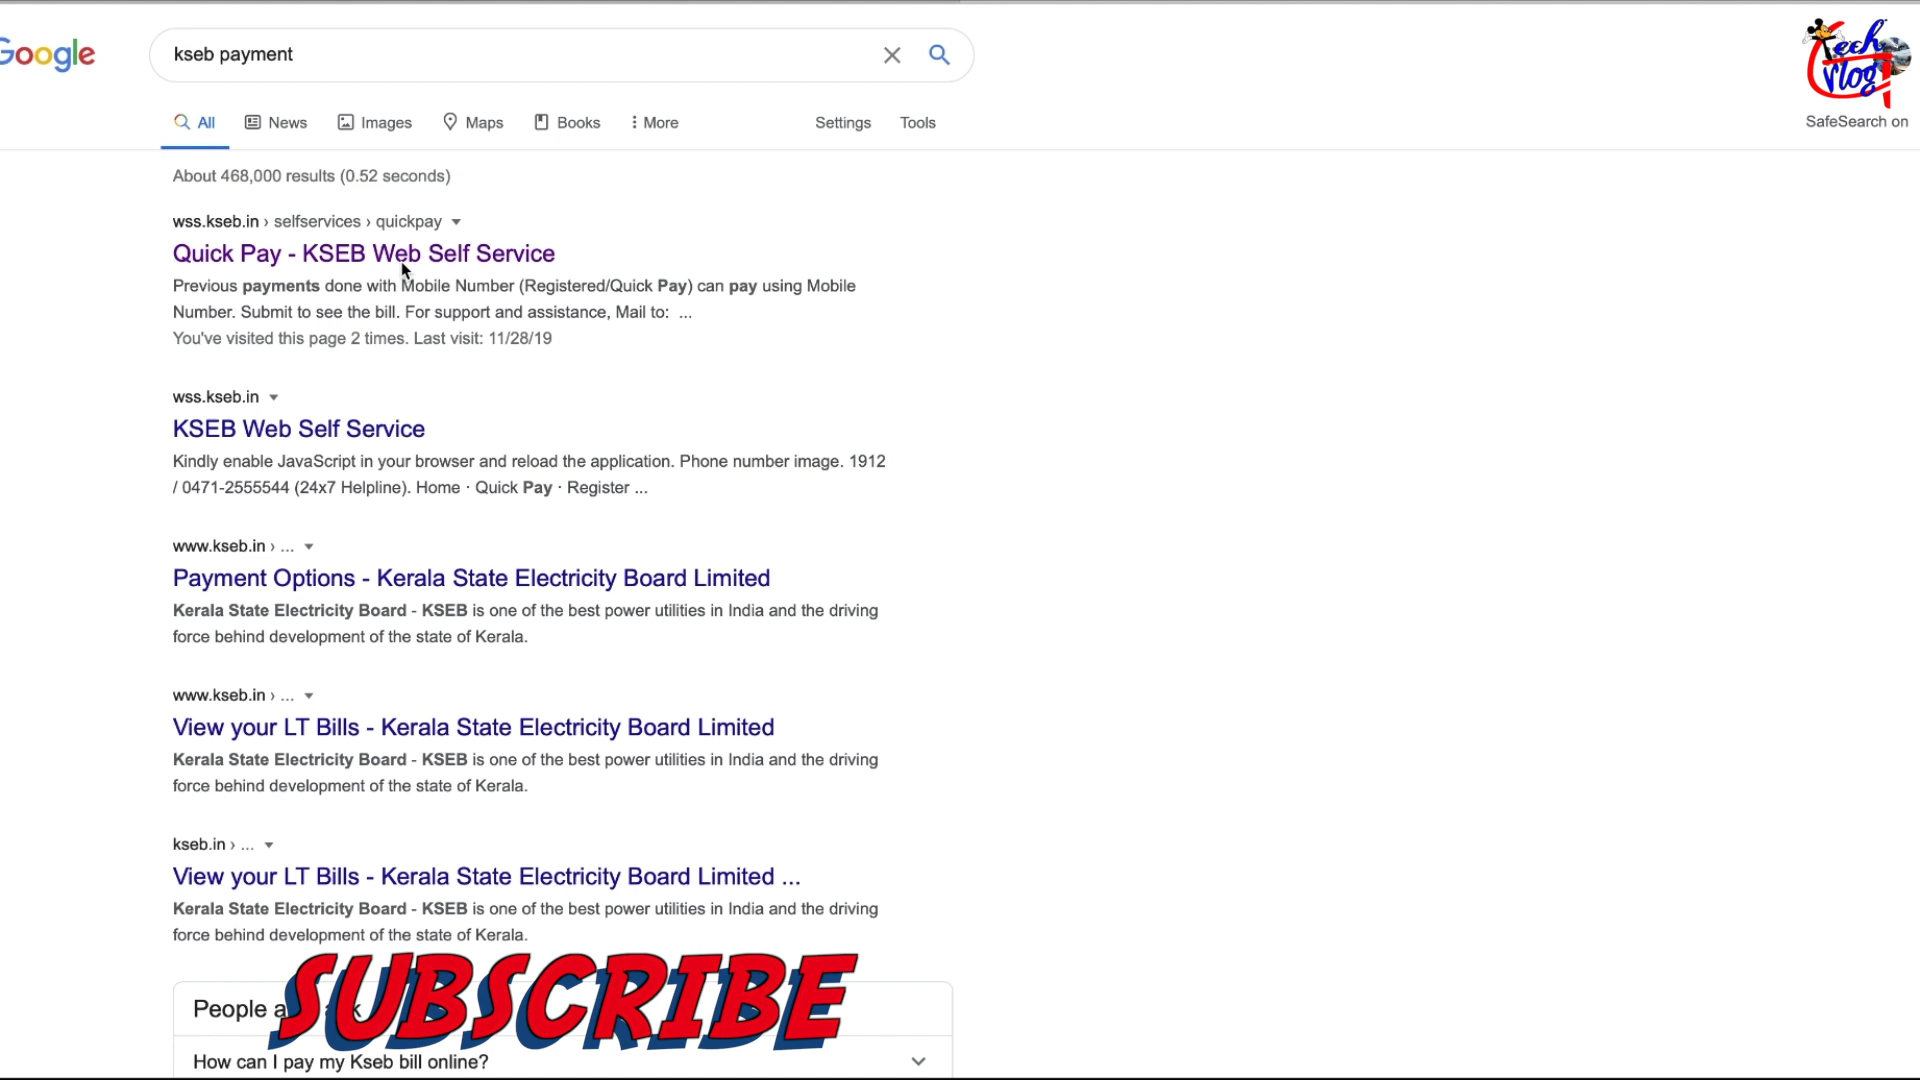 Google
kseb payment
Tech
Vlog
All News Images Maps Books More Settings Tools
SafeSearch on
About 468,000 results (0.52 seconds)
wss.kseb.in › selfservices › quickpay
Quick Pay - KSEB Web Self Service
Previous payments done with Mobile Number (Registered/Quick Pay) can pay using Mobile
Number. Submit to see the bill. For support and assistance, Mail to: ...
You've visited this page 2 times. Last visit: 11/28/19
wss.kseb.in
KSEB Web Self Service
Kindly enable JavaScript in your browser and reload the application. Phone number image. 1912
/ 0471-2555544 (24x7 Helpline). Home · Quick Pay · Register ...
www.kseb.in › ...
Payment Options - Kerala State Electricity Board Limited
Kerala State Electricity Board - KSEB is one of the best power utilities in India and the driving
force behind development of the state of Kerala.
www.kseb.in › ...
View your LT Bills - Kerala State Electricity Board Limited
Kerala State Electricity Board - KSEB is one of the best power utilities in India and the driving
force behind development of the state of Kerala.
kseb.in › ...
View your LT Bills - Kerala State Electricity Board Limited ...
Kerala State Electricity Board - KSEB is one of the best power utilities in India and the driving
force behind development of the state of Kerala.
SUBSCRIBE
People
How can I pay my Kseb bill online?